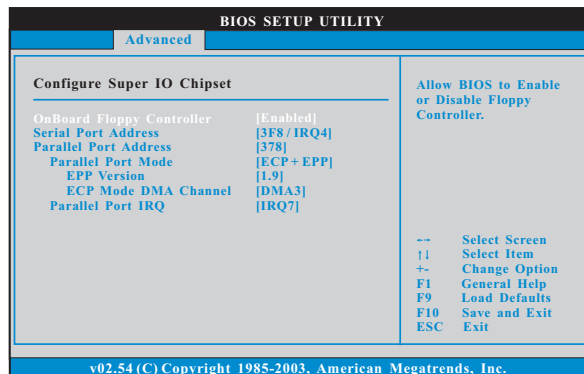 BIOS SETUP UTILITY
Advanced
Configure Super IO Chipset
OnBoard Floppy Controller [Enabled]
Serial Port Address [3F8 / IRQ4]
Parallel Port Address [378]
Parallel Port Mode [ECP + EPP]
EPP Version [1.9]
ECP Mode DMA Channel [DMA3]
Parallel Port IRQ [IRQ7]
Allow BIOS to Enable
or Disable Floppy
Controller.
←→ Select Screen
↑↓ Select Item
+- Change Option
F1 General Help
F9 Load Defaults
F10 Save and Exit
ESC Exit
v02.54 (C) Copyright 1985-2003, American Megatrends, Inc.